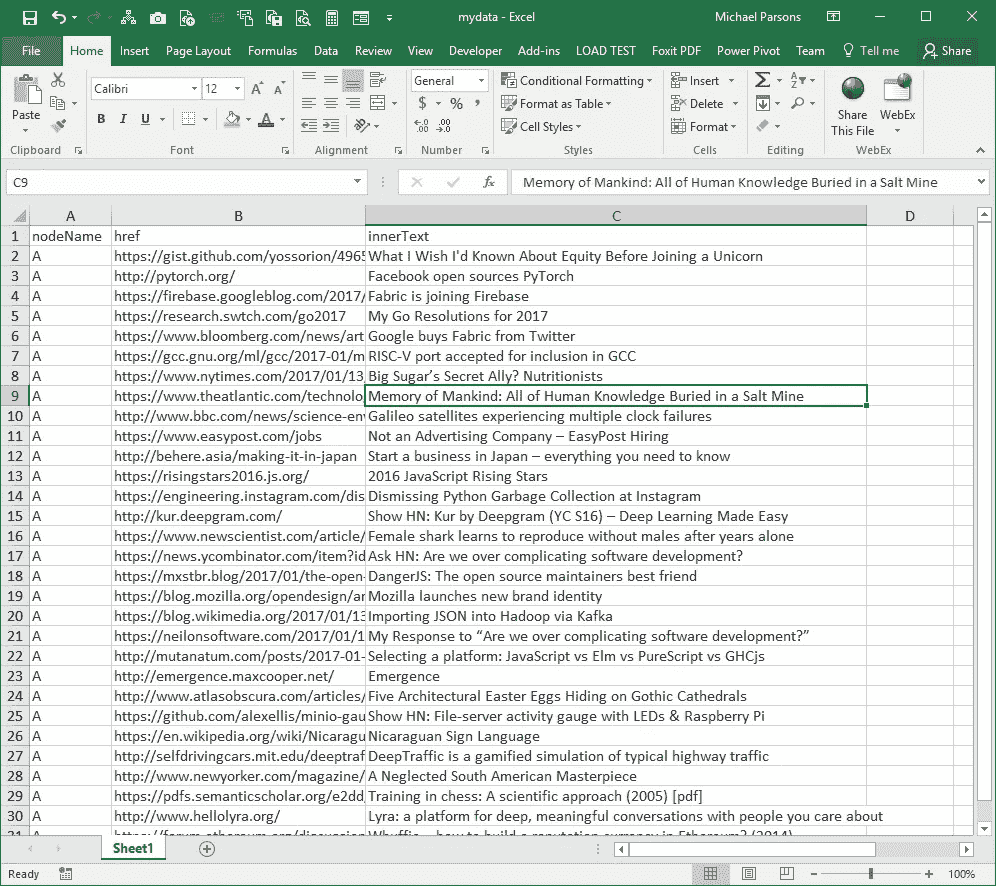 mydata - Excel Michael Parsons
File Home Insert Page Layout Formulas Data Review View Developer Add-ins LOAD TEST Foxit PDF Power Pivot Team Tell me Share
Paste Calibri 12 General Conditional Formatting Insert
Format as Table Delete Share WebEx
B I U $ % Cell Styles Format This File
Clipboard Font Alignment Number Styles Cells Editing WebEx
C9 fx Memory of Mankind: All of Human Knowledge Buried in a Salt Mine
A B C D
1 nodeName href innerText
2 A https://gist.github.com/yossorion/4965 What I Wish I'd Known About Equity Before Joining a Unicorn
3 A http://pytorch.org/ Facebook open sources PyTorch
4 A https://firebase.googleblog.com/2017/ Fabric is joining Firebase
5 A https://research.swtch.com/go2017 My Go Resolutions for 2017
6 A https://www.bloomberg.com/news/art Google buys Fabric from Twitter
7 A https://gcc.gnu.org/ml/gcc/2017-01/m RISC-V port accepted for inclusion in GCC
8 A https://www.nytimes.com/2017/01/13 Big Sugar’s Secret Ally? Nutritionists
9 A https://www.theatlantic.com/technolo Memory of Mankind: All of Human Knowledge Buried in a Salt Mine
10 A http://www.bbc.com/news/science-en Galileo satellites experiencing multiple clock failures
11 A https://www.easypost.com/jobs Not an Advertising Company – EasyPost Hiring
12 A http://behere.asia/making-it-in-japan Start a business in Japan – everything you need to know
13 A https://risingstars2016.js.org/ 2016 JavaScript Rising Stars
14 A https://engineering.instagram.com/dis Dismissing Python Garbage Collection at Instagram
15 A http://kur.deepgram.com/ Show HN: Kur by Deepgram (YC S16) – Deep Learning Made Easy
16 A https://www.newscientist.com/article/ Female shark learns to reproduce without males after years alone
17 A https://news.ycombinator.com/item?id Ask HN: Are we over complicating software development?
18 A https://mxstbr.blog/2017/01/the-open- DangerJS: The open source maintainers best friend
19 A https://blog.mozilla.org/opendesign/ar Mozilla launches new brand identity
20 A https://blog.wikimedia.org/2017/01/13 Importing JSON into Hadoop via Kafka
21 A https://neilonsoftware.com/2017/01/1 My Response to “Are we over complicating software development?”
22 A http://mutanatum.com/posts/2017-01- Selecting a platform: JavaScript vs Elm vs PureScript vs GHCjs
23 A http://emergence.maxcooper.net/ Emergence
24 A http://www.atlasobscura.com/articles/ Five Architectural Easter Eggs Hiding on Gothic Cathedrals
25 A https://github.com/alexellis/minio-gau Show HN: File-server activity gauge with LEDs & Raspberry Pi
26 A https://en.wikipedia.org/wiki/Nicaragu Nicaraguan Sign Language
27 A http://selfdrivingcars.mit.edu/deeptraf DeepTraffic is a gamified simulation of typical highway traffic
28 A http://www.newyorker.com/magazine/ A Neglected South American Masterpiece
29 A https://pdfs.semanticscholar.org/e2dd Training in chess: A scientific approach (2005) [pdf]
30 A http://www.hellolyra.org/ Lyra: a platform for deep, meaningful conversations with people you care about
Sheet1
Ready 100%